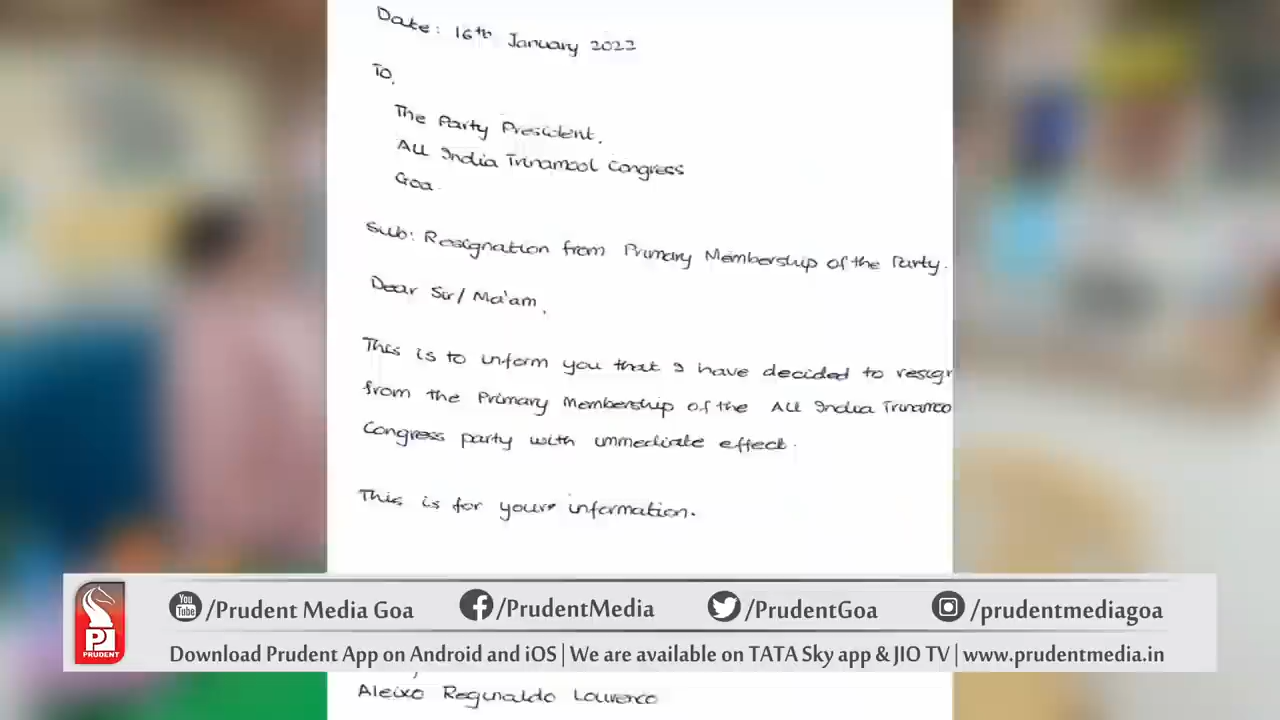 Date: 16th January 2022
To,
The Party President,
All India Trinamool Congress
Goa
Sub: Resignation from Primary Membership of the Party.
Dear Sir/Ma'am,
This is to inform you that I have decided to resign
from the Primary Membership of the All India Trinamoo
Congress party with immediate effect.
This is for your information.
You Tube /Prudent Media Goa /PrudentMedia /PrudentGoa /prudentmediagoa
PRUDENT
Download Prudent App on Android and iOS | We are available on TATA Sky app & JIO TV | www.prudentmedia.in
Aleixo Reginaldo Lourenco